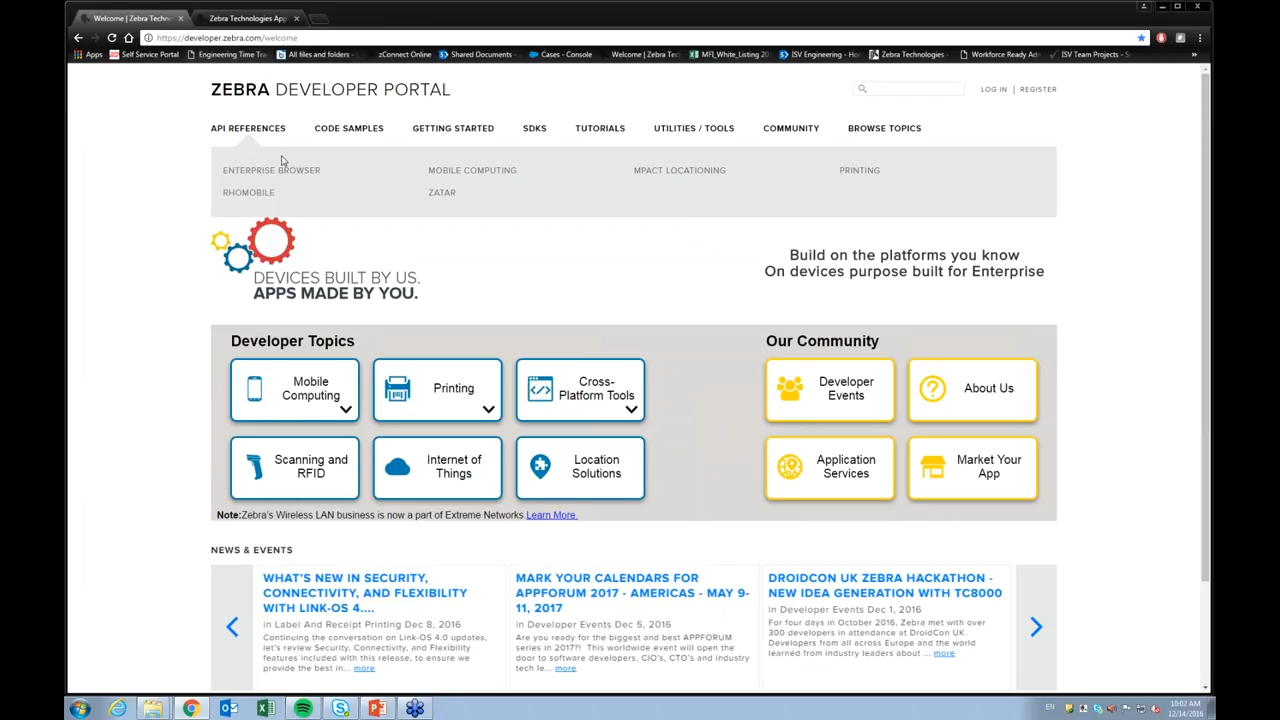 Welcome | Zebra Techn
Zebra Technologies App
https://developer.zebra.com/welcome
Apps
Self Service Portal
Engineering Time Tra
All files and folders -
zConnect Online
Shared Documents -
Cases - Console
Welcome | Zebra Tec
MFI_White_Listing 20
ISV Engineering - Ho
Zebra Technologies -
Workforce Ready Ad
ISV Team Projects - S
ZEBRA DEVELOPER PORTAL
LOG IN | REGISTER
API REFERENCES
CODE SAMPLES
GETTING STARTED
SDKS
TUTORIALS
UTILITIES / TOOLS
COMMUNITY
BROWSE TOPICS
ENTERPRISE BROWSER
MOBILE COMPUTING
MPACT LOCATIONING
PRINTING
RHOMOBILE
ZATAR
DEVICES BUILT BY US.
APPS MADE BY YOU.
Build on the platforms you know
On devices purpose built for Enterprise
Developer Topics
Mobile
Computing
Printing
Cross-
Platform Tools
Scanning and
RFID
Internet of
Things
Location
Solutions
Our Community
Developer
Events
About Us
Application
Services
Market Your
App
Note:Zebra's Wireless LAN business is now a part of Extreme Networks Learn More.
NEWS & EVENTS
WHAT'S NEW IN SECURITY,
CONNECTIVITY, AND FLEXIBILITY
WITH LINK-OS 4....
in Label And Receipt Printing Dec 8, 2016
Continuing the conversation on Link-OS 4.0 updates,
let's review Security, Connectivity, and Flexibility
features included with this release, to ensure we
provide the best in... more
MARK YOUR CALENDARS FOR
APPFORUM 2017 - AMERICAS - MAY 9-
11, 2017
in Developer Events Dec 5, 2016
Are you ready for the biggest and best APPFORUM
series in 2017?! This worldwide event will open the
door to software developers, CIO's, CTO's and industry
tech le... more
DROIDCON UK ZEBRA HACKATHON -
NEW IDEA GENERATION WITH TC8000
in Developer Events Dec 1, 2016
For four days in October 2016, Zebra met with over
300 developers in attendance at DroidCon UK.
Developers from all across Europe and the world
learned from industry leaders about ... more
EN
10:02 AM
12/14/2016